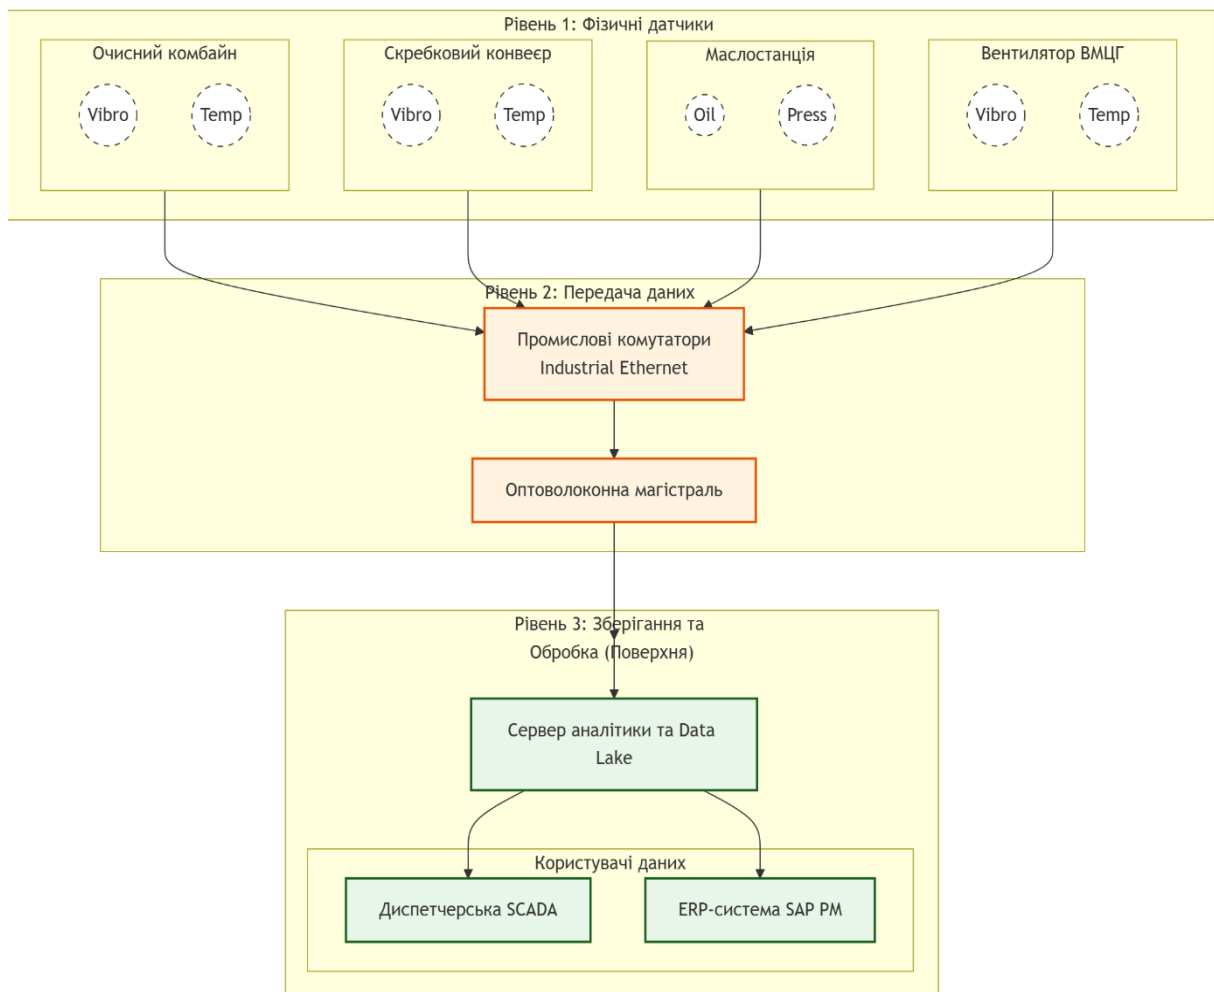 Рівень 1: Фізичні датчики
Очисний комбайн
Скребковий конвеєр
Маслостанція
Вентилятор ВМЦГ
Vibro
Temp
Vibro
Temp
Oil
Press
Vibro
Temp
Рівень 2: Передача даних
Промислові комутатори
Industrial Ethernet
Оптоволоконна магістраль
Рівень 3: Зберігання та
Обробка (Поверхня)
Сервер аналітики та Data
Lake
Користувачі даних
Диспетчерська SCADA
ERP-система SAP PM